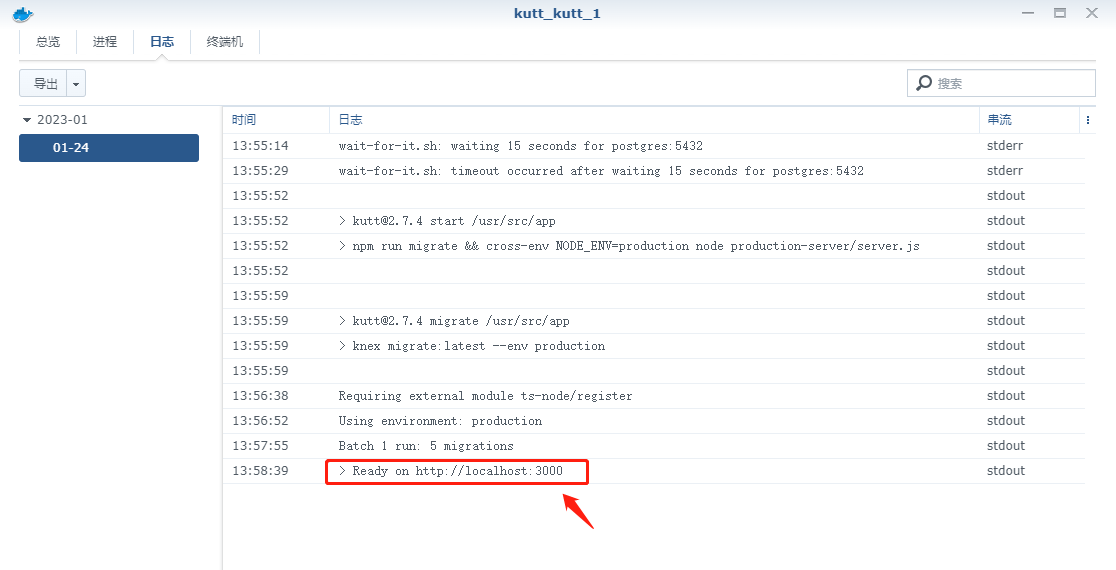 kutt_kutt_1
总览 进程 日志 终端机
导出 搜索
2023-01
01-24
时间 日志 串流
13:55:14 wait-for-it.sh: waiting 15 seconds for postgres:5432 stderr
13:55:29 wait-for-it.sh: timeout occurred after waiting 15 seconds for postgres:5432 stderr
13:55:52 stdout
13:55:52 > kutt@2.7.4 start /usr/src/app stdout
13:55:52 > npm run migrate && cross-env NODE_ENV=production node production-server/server.js stdout
13:55:52 stdout
13:55:59 stdout
13:55:59 > kutt@2.7.4 migrate /usr/src/app stdout
13:55:59 > knex migrate:latest --env production stdout
13:55:59 stdout
13:56:38 Requiring external module ts-node/register stdout
13:56:52 Using environment: production stdout
13:57:55 Batch 1 run: 5 migrations stdout
13:58:39 > Ready on http://localhost:3000 stdout